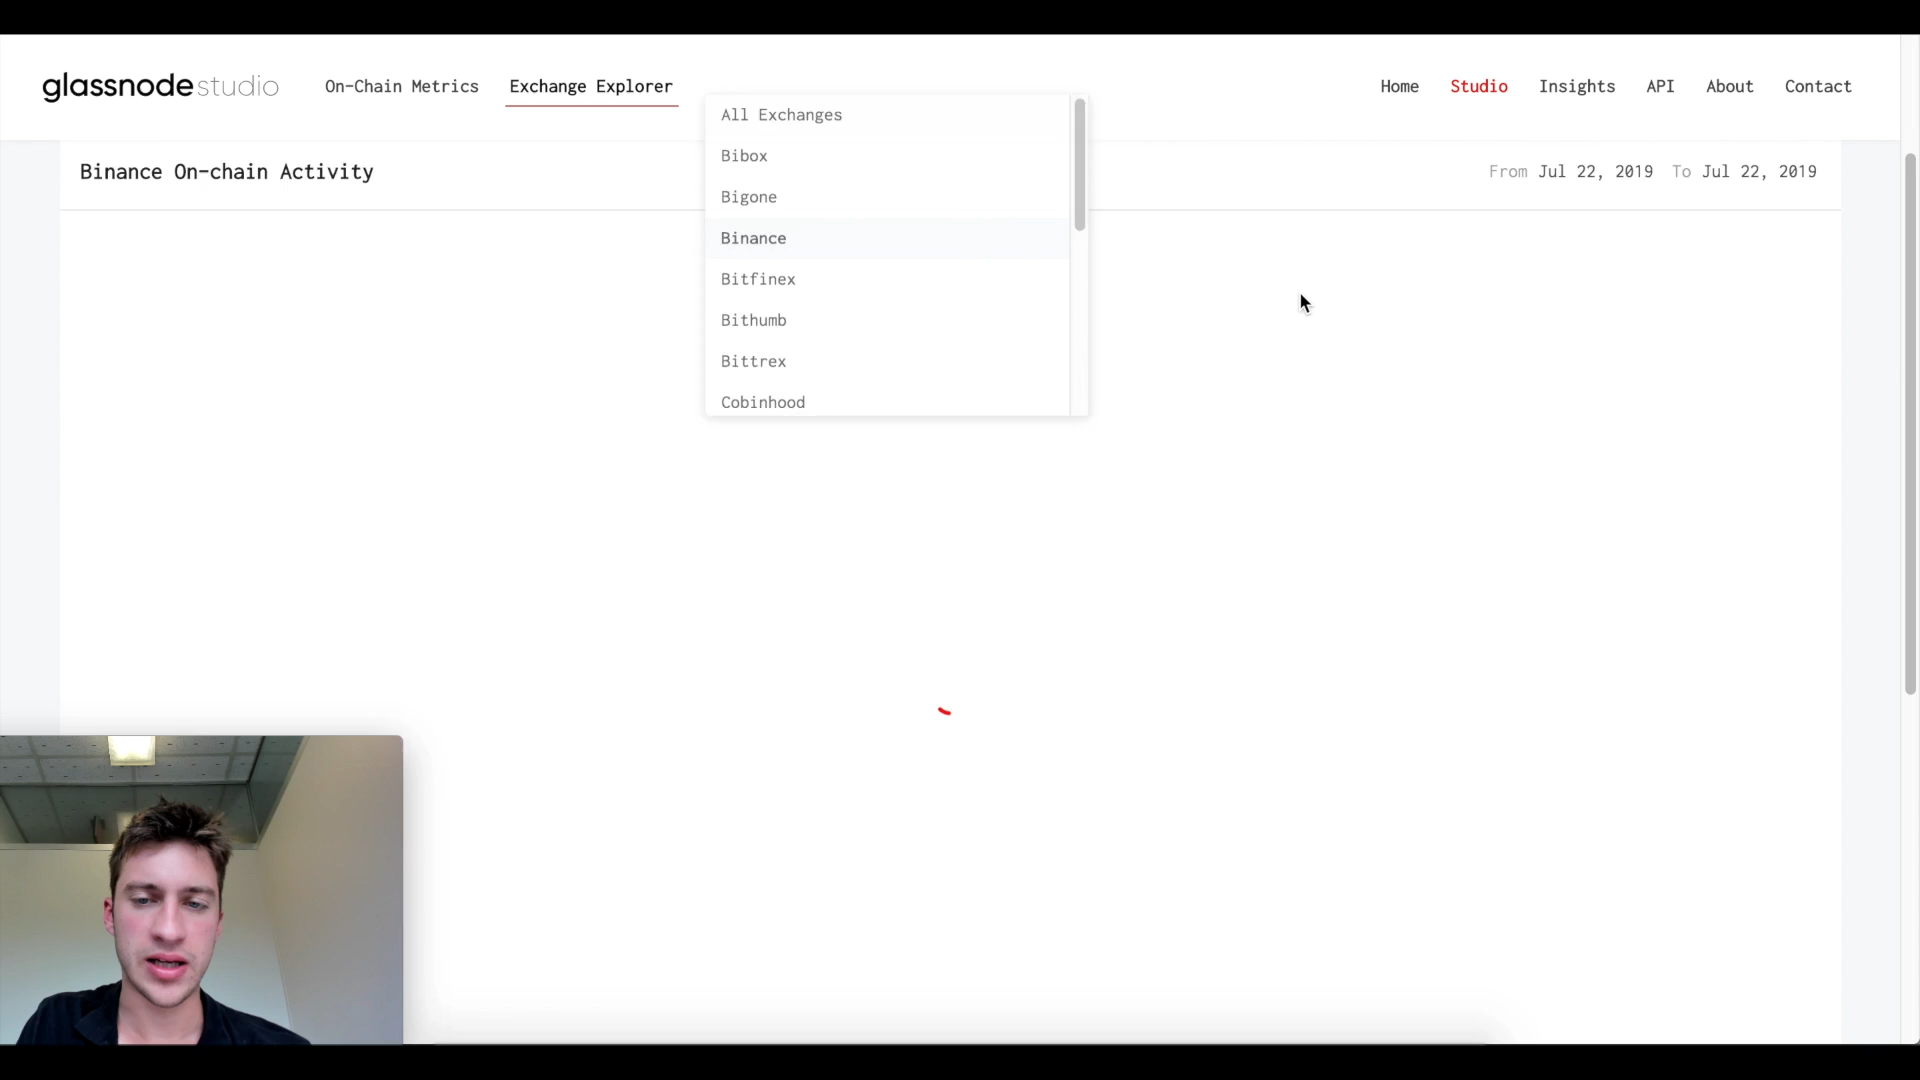 glassnode studio On-Chain Metrics Exchange Explorer Home Studio Insights API About Contact
All Exchanges
Bibox
Bigone
Binance
Bitfinex
Bithumb
Bittrex
Cobinhood
Binance On-chain Activity
From Jul 22, 2019 To Jul 22, 2019